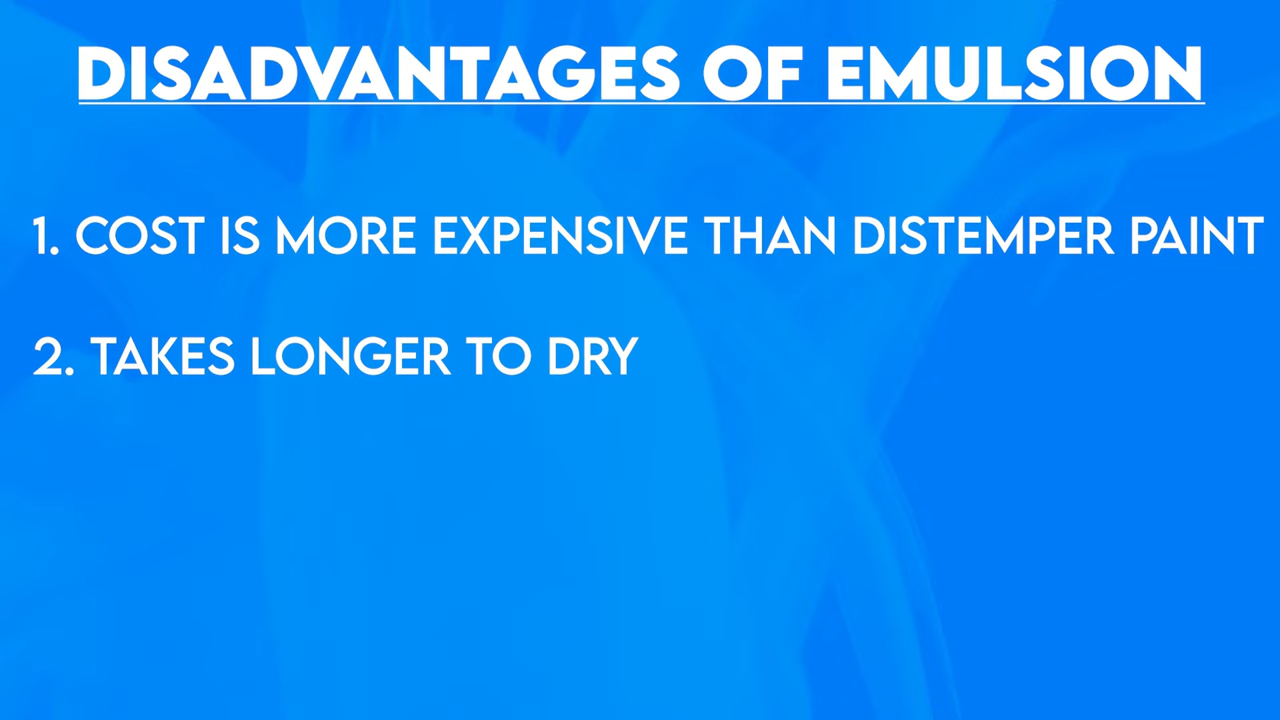 DISADVANTAGES OF EMULSION
1. COST IS MORE EXPENSIVE THAN DISTEMPER PAINT
2. TAKES LONGER TO DRY